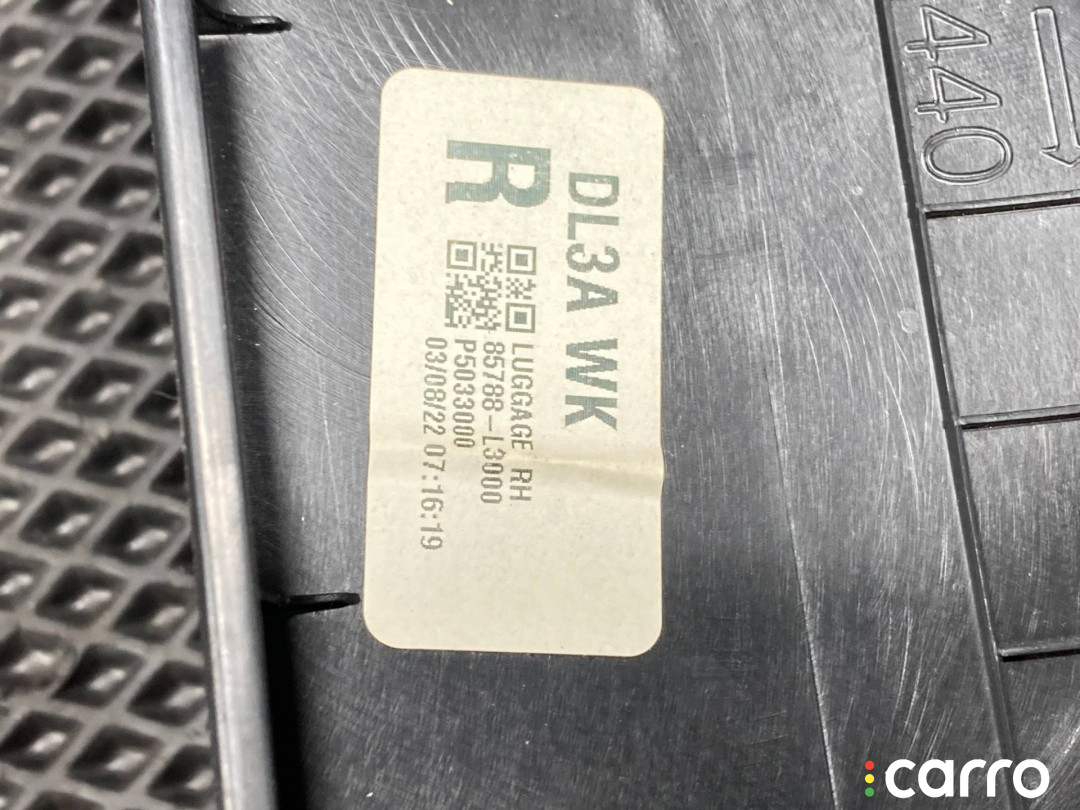 DL3A WK
R
LUGGAGE RH
85788-L3000
P5033000
03/08/22 07:16:19
440
carro